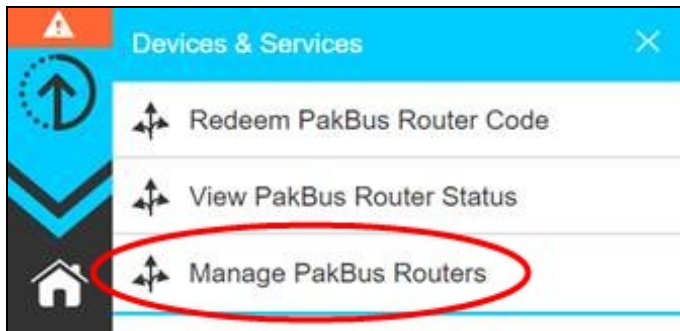 Devices & Services
Redeem PakBus Router Code
View PakBus Router Status
Manage PakBus Routers